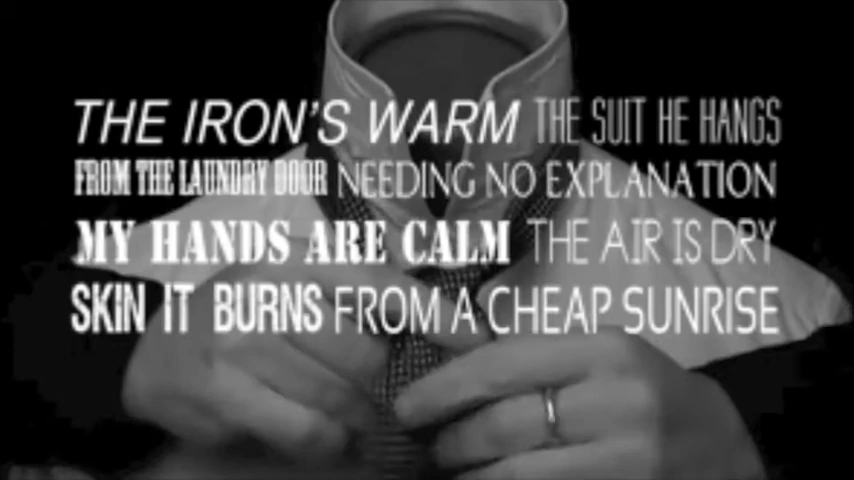 THE IRON'S WARM THE SUIT HE HANGS
FROM THE LAUNDRY DOOR NEEDING NO EXPLANATION
MY HANDS ARE CALM THE AIR IS DRY
SKIN IT BURNS FROM A CHEAP SUNRISE